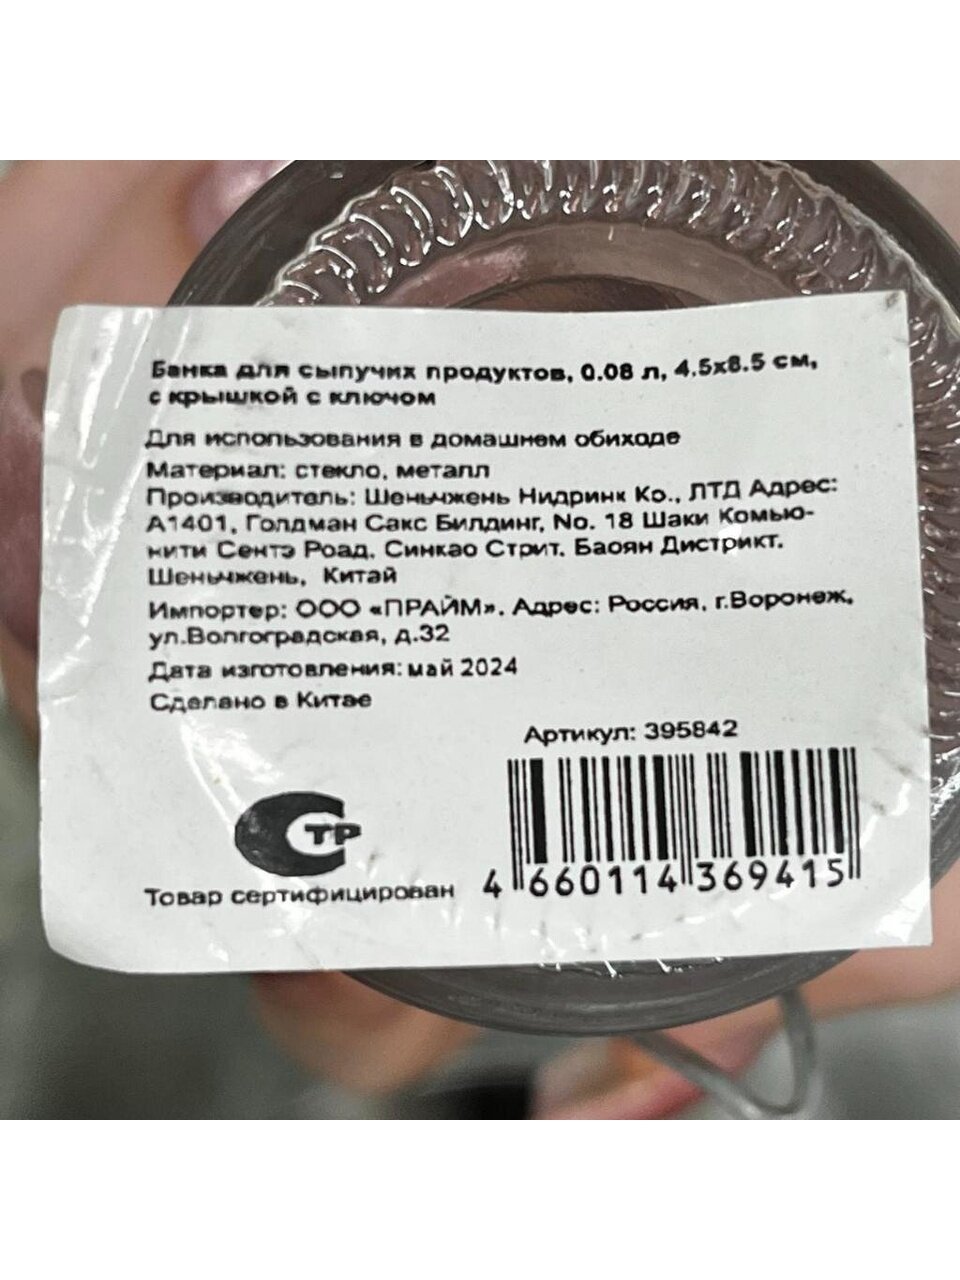 Банка для сыпучих продуктов, 0.08 л, 4.5х8.5 см,
с крышкой с ключом
Для использования в домашнем обиходе
Материал: стекло, металл
Производитель: Шеньчжень Нидринк Ко., ЛТД Адрес:
А1401, Голдман Сакс Билдинг, No. 18 Шаки Комью-
нити Сентэ Роад, Синкао Стрит, Баоян Дистрикт,
Шеньчжень, Китай
Импортер: ООО «ПРАЙМ». Адрес: Россия, г.Воронеж,
ул.Волгоградская, д.32
Дата изготовления: май 2024
Сделано в Китае
Артикул: 395842
СТР
Товар сертифицирован
4 660114 369415